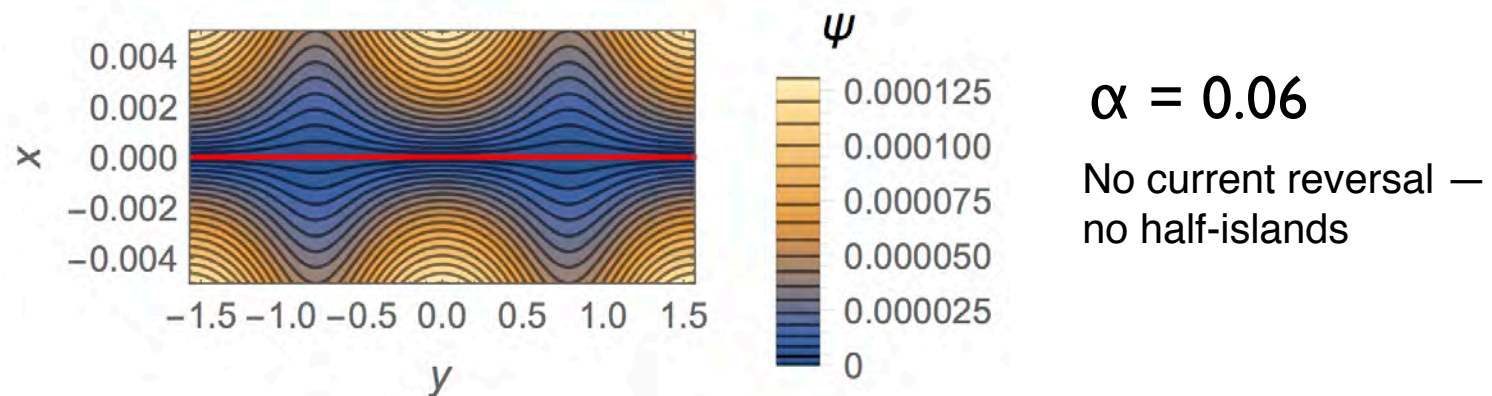 ψ
0.004
0.002
0.000
−0.002
−0.004
x
−1.5 −1.0 −0.5 0.0 0.5 1.0 1.5
y
0.000125
0.000100
0.000075
0.000050
0.000025
0
α = 0.06
No current reversal —
no half-islands